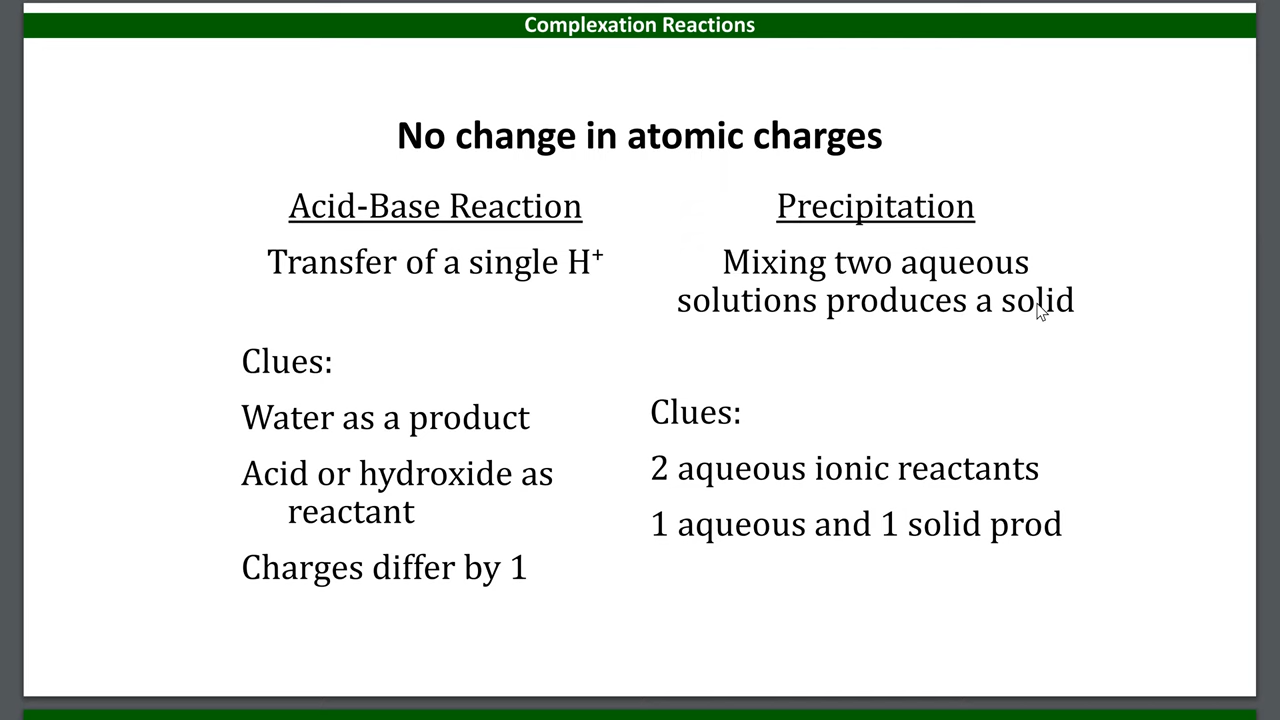 Complexation Reactions
No change in atomic charges
Acid-Base Reaction
Transfer of a single H⁺
Clues:
Water as a product
Acid or hydroxide as
reactant
Charges differ by 1
Precipitation
Mixing two aqueous
solutions produces a solid
Clues:
2 aqueous ionic reactants
1 aqueous and 1 solid prod